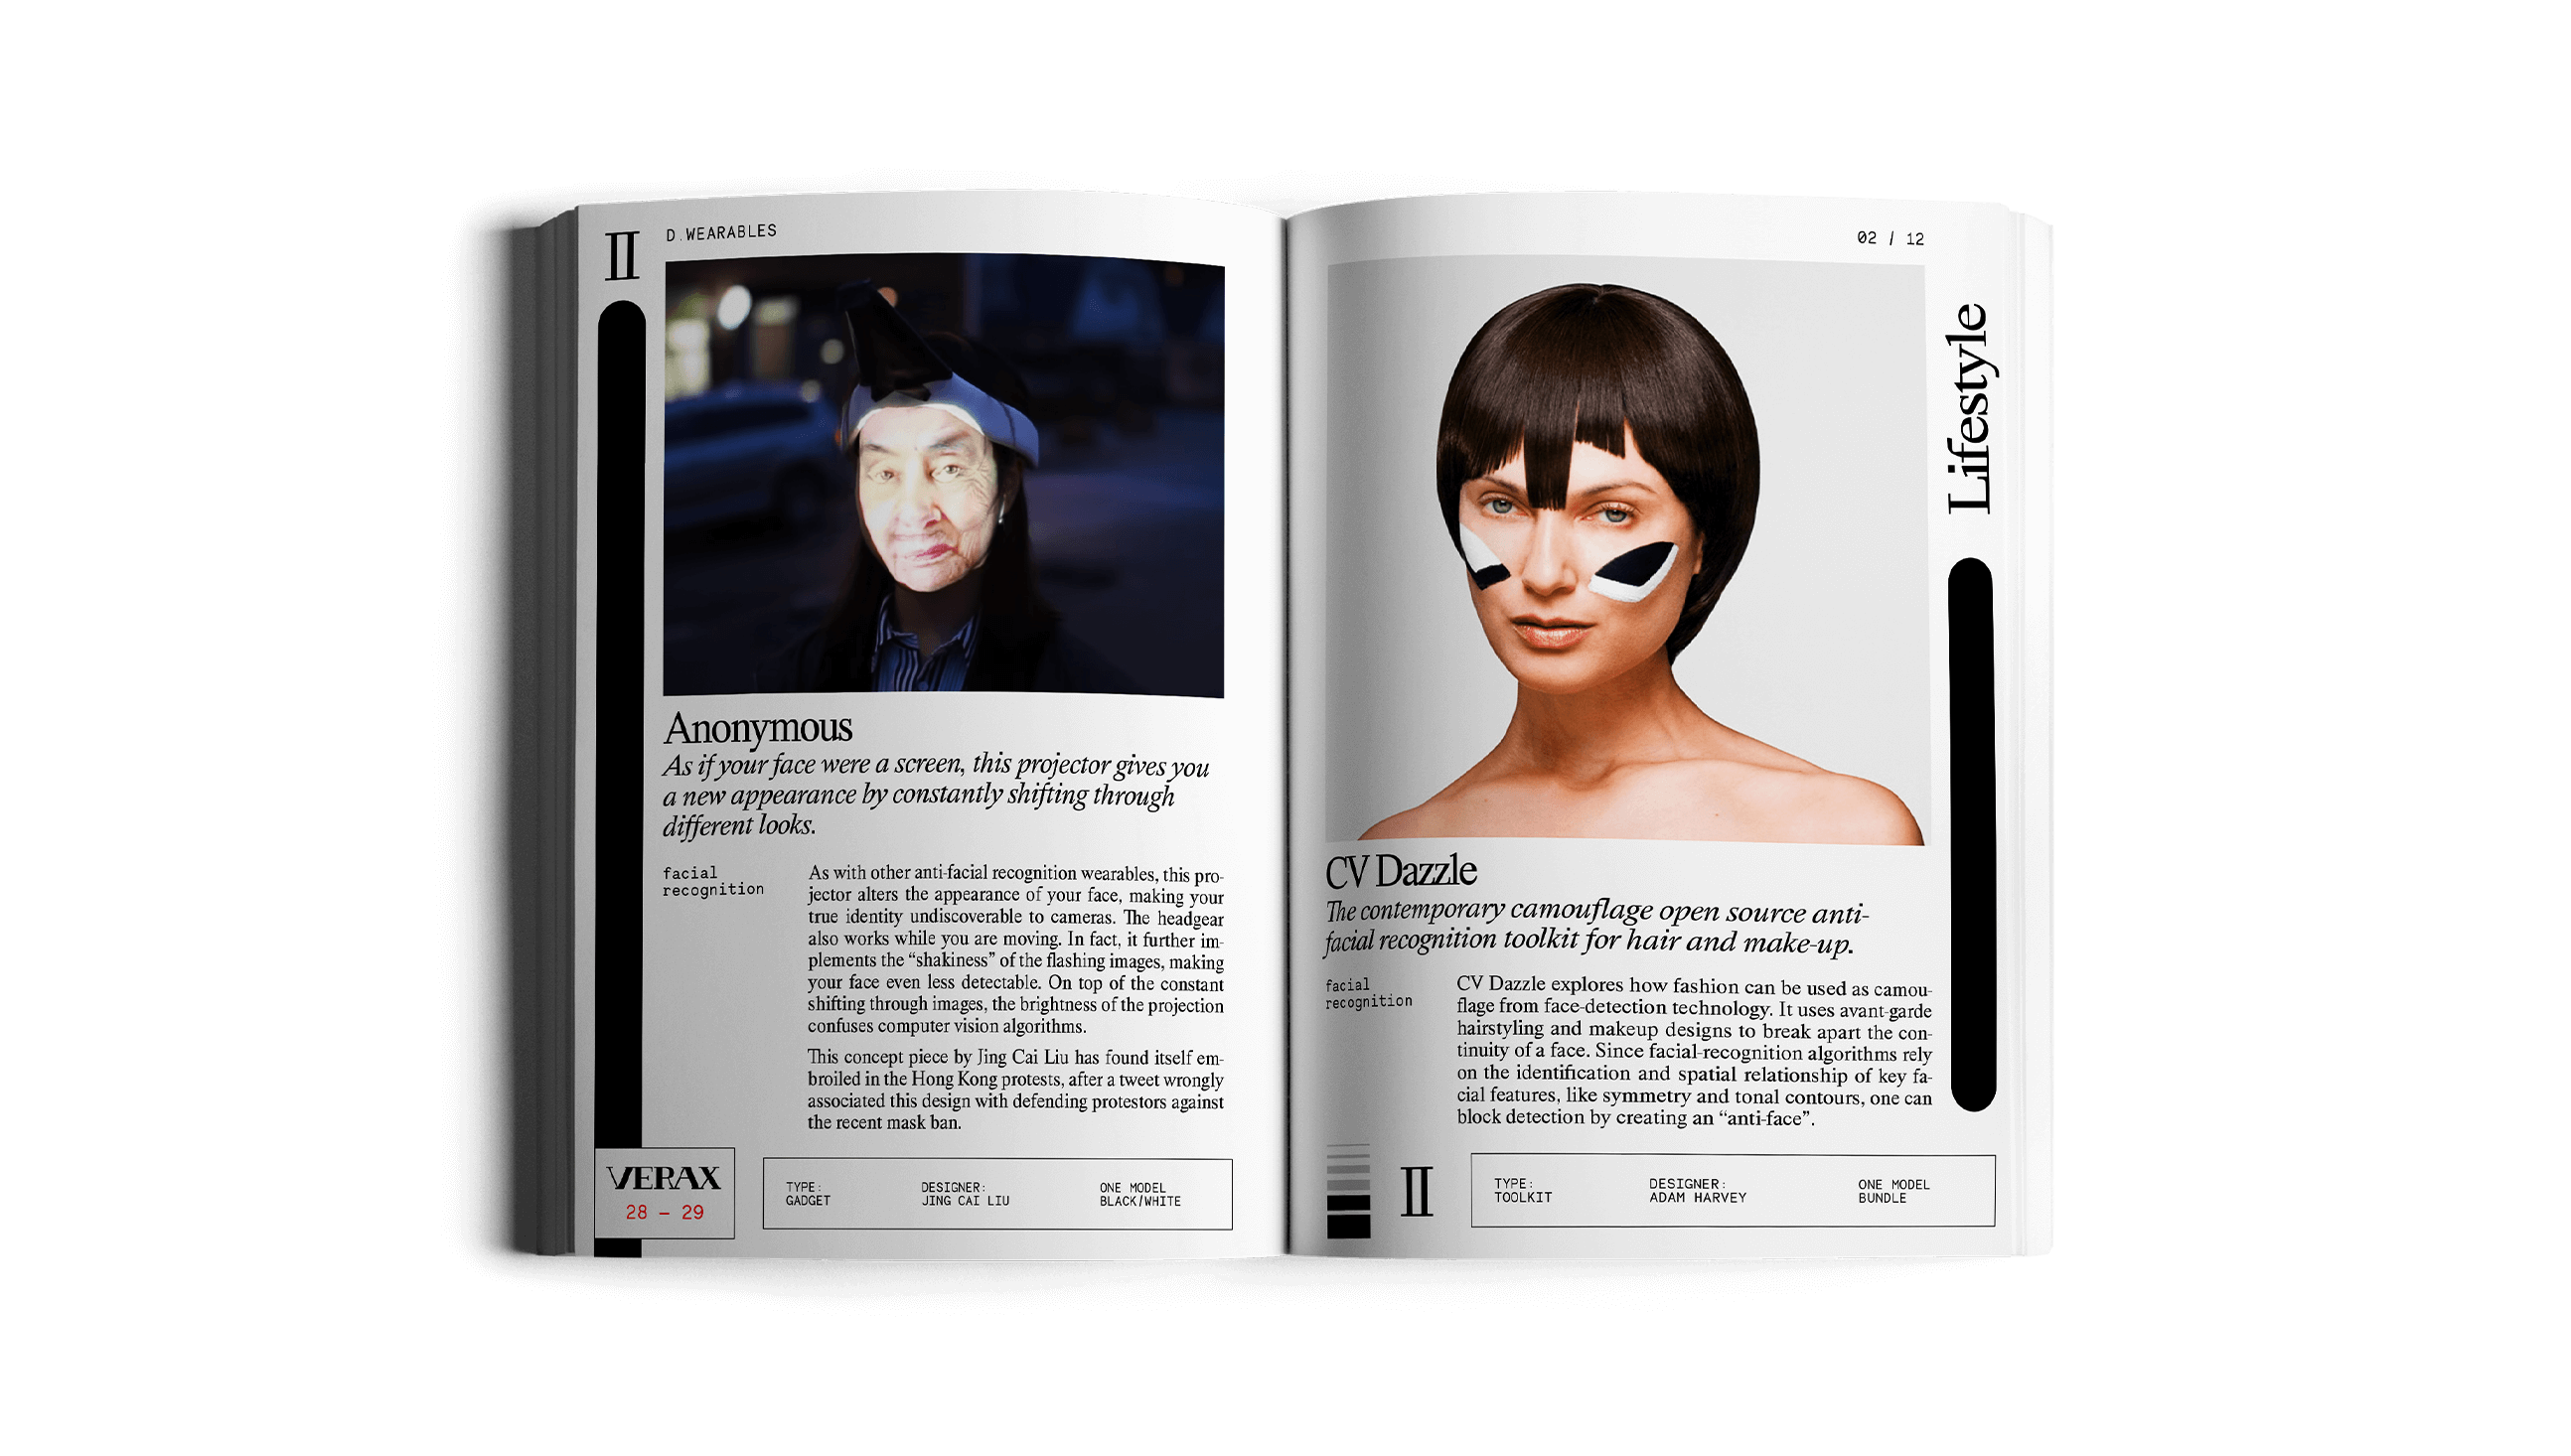 II
D.WEARABLES
Anonymous
As if your face were a screen, this projector gives you
a new appearance by constantly shifting through
different looks.
facial
recognition
As with other anti-facial recognition wearables, this pro-
jector alters the appearance of your face, making your
true identity undiscoverable to cameras. The headgear
also works while you are moving. In fact, it further im-
plements the “shakiness” of the flashing images, making
your face even less detectable. On top of the constant
shifting through images, the brightness of the projection
confuses computer vision algorithms.
This concept piece by Jing Cai Liu has found itself em-
broiled in the Hong Kong protests, after a tweet wrongly
associated this design with defending protestors against
the recent mask ban.
VERAX
28 – 29
TYPE:
GADGET
DESIGNER:
JING CAI LIU
ONE MODEL
BLACK/WHITE
02 / 12
Lifestyle
CV Dazzle
The contemporary camouflage open source anti-
facial recognition toolkit for hair and make-up.
facial
recognition
CV Dazzle explores how fashion can be used as camou-
flage from face-detection technology. It uses avant-garde
hairstyling and makeup designs to break apart the con-
tinuity of a face. Since facial-recognition algorithms rely
on the identification and spatial relationship of key fa-
cial features, like symmetry and tonal contours, one can
block detection by creating an “anti-face”.
II
TYPE:
TOOLKIT
DESIGNER:
ADAM HARVEY
ONE MODEL
BUNDLE